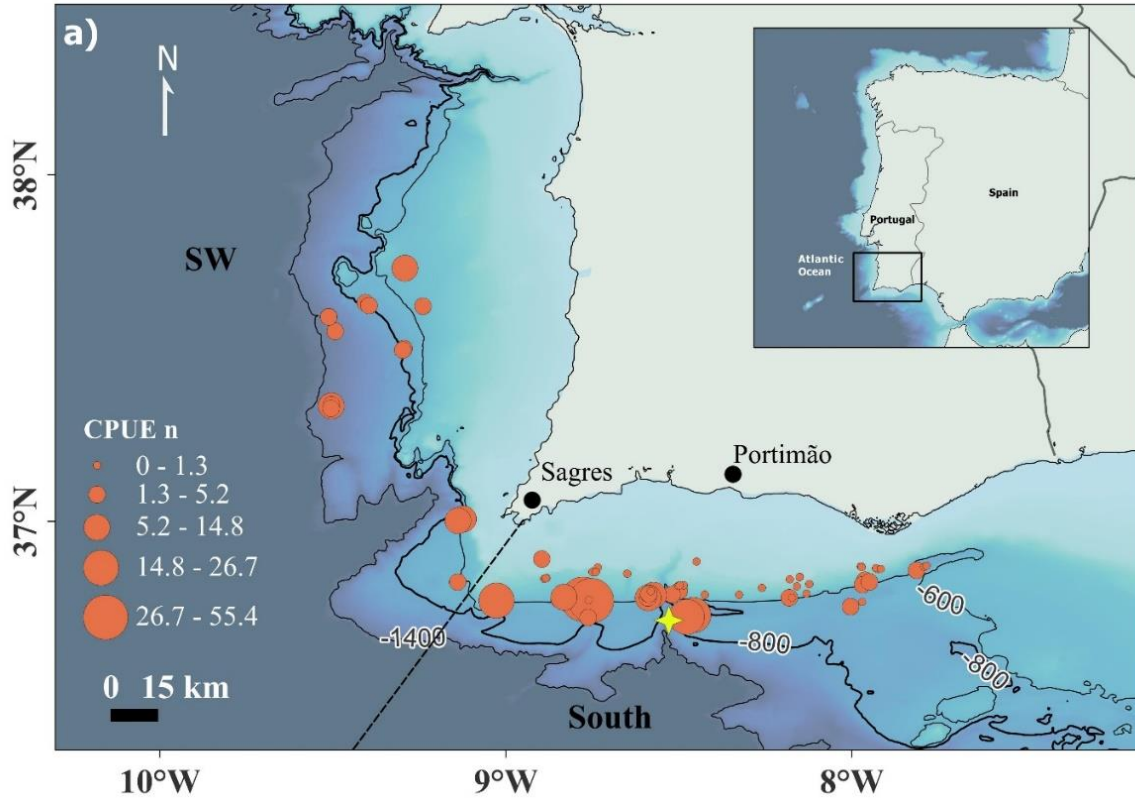 a)
N
38°N
37°N
SW
CPUE n
0 - 1.3
1.3 - 5.2
5.2 - 14.8
14.8 - 26.7
26.7 - 55.4
0 15 km
Sagres
Portimão
-1400
-800
-600
-800
South
10°W
9°W
8°W
Portugal
Spain
Atlantic
Ocean